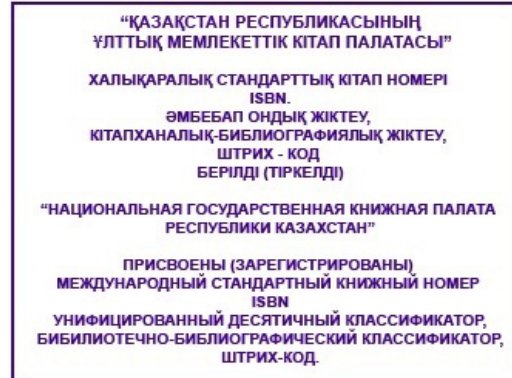 “ҚАЗАҚСТАН РЕСПУБЛИКАСЫНЫҢ
ҰЛТТЫҚ МЕМЛЕКЕТТІК КІТАП ПАЛАТАСЫ”
ХАЛЫҚАРАЛЫҚ СТАНДАРТТЫҚ КІТАП НОМЕРІ
ISBN.
ӘМБЕБАП ОНДЫҚ ЖІКТЕУ,
КІТАПХАНАЛЫҚ-БИБЛИОГРАФИЯЛЫҚ ЖІКТЕУ,
ШТРИХ - КОД
БЕРІЛДІ (ТІРКЕЛДІ)
“НАЦИОНАЛЬНАЯ ГОСУДАРСТВЕННАЯ КНИЖНАЯ ПАЛАТА
РЕСПУБЛИКИ КАЗАХСТАН”
ПРИСВОЕНЫ (ЗАРЕГИСТРИРОВАНЫ)
МЕЖДУНАРОДНЫЙ СТАНДАРТНЫЙ КНИЖНЫЙ НОМЕР
ISBN
УНИФИЦИРОВАННЫЙ ДЕСЯТИЧНЫЙ КЛАССИФИКАТОР,
БИБИЛИОТЕЧНО-БИБЛИОГРАФИЧЕСКИЙ КЛАССИФИКАТОР,
ШТРИХ-КОД.